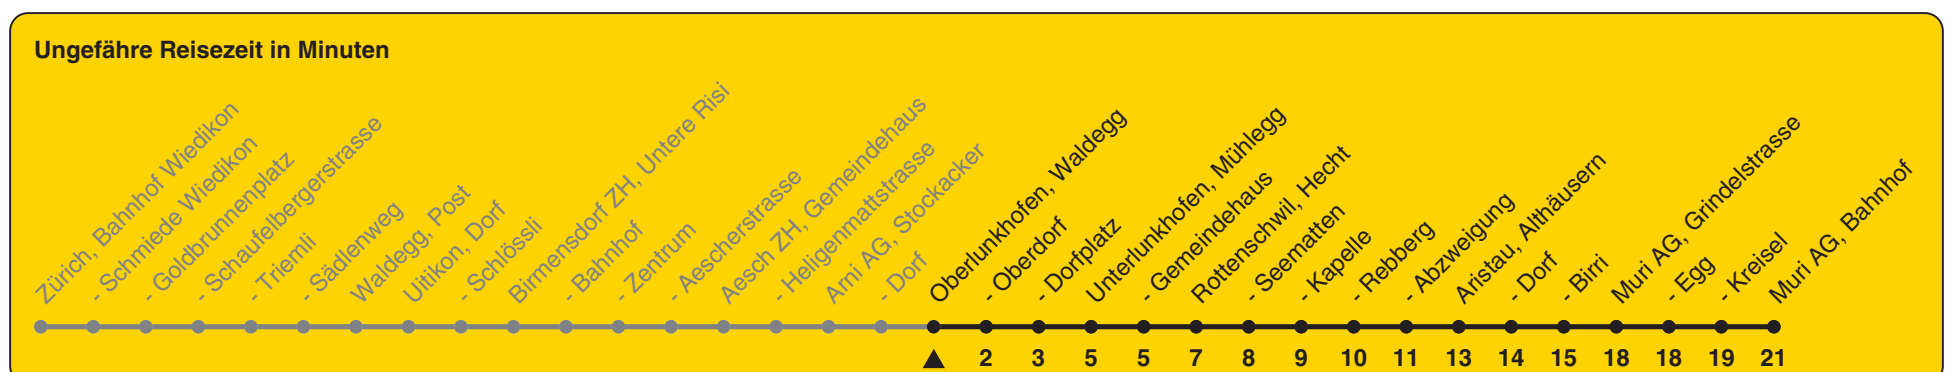 Ungefähre Reisezeit in Minuten
Zürich, Bahnhof Wiedikon
- Schmiede Wiedikon
- Goldbrunnenplatz
- Schaufelbergerstrasse
- Triemli
- Sädlenweg
Waldegg, Post
Uitikon, Dorf
- Schlössli
Birmensdorf ZH, Untere Risi
- Bahnhof
- Zentrum
- Aescherstrasse
Aesch ZH, Gemeindehaus
- Heligenmattstrasse
Arni AG, Stockacker
- Dorf
Oberlunkhofen, Waldegg
- Oberdorf
- Dorfplatz
Unterlunkhofen, Mühlegg
- Gemeindehaus
Rottenschwil, Hecht
- Seematten
- Kapelle
- Rebberg
- Abzweigung
Aristau, Althäusern
- Dorf
- Birri
Muri AG, Grindelstrasse
- Egg
- Kreisel
Muri AG, Bahnhof
2 3 5 5 7 8 9 10 11 13 14 15 18 18 19 21